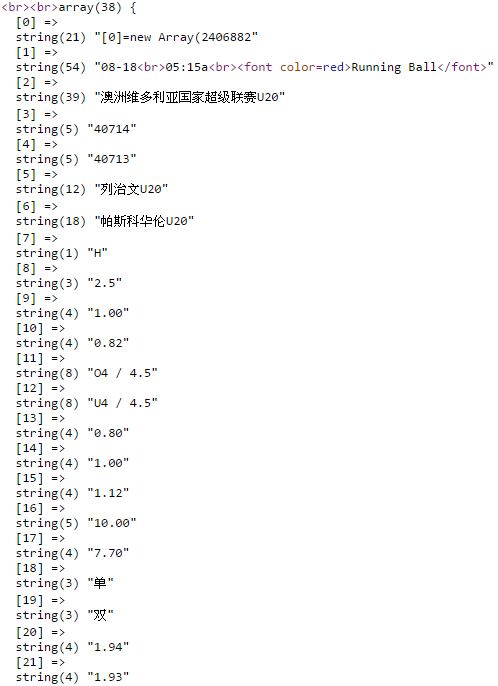 <br><br>array(38) {
[0] =>
string(21) "[0]=new Array(2406882"
[1] =>
string(54) "08-18<br>05:15a<br><font color=red>Running Ball</font>"
[2] =>
string(39) "澳洲维多利亚国家超级联赛U20"
[3] =>
string(5) "40714"
[4] =>
string(5) "40713"
[5] =>
string(12) "列治文U20"
[6] =>
string(18) "帕斯科华伦U20"
[7] =>
string(1) "H"
[8] =>
string(3) "2.5"
[9] =>
string(4) "1.00"
[10] =>
string(4) "0.82"
[11] =>
string(8) "O4 / 4.5"
[12] =>
string(8) "U4 / 4.5"
[13] =>
string(4) "0.80"
[14] =>
string(4) "1.00"
[15] =>
string(4) "1.12"
[16] =>
string(5) "10.00"
[17] =>
string(4) "7.70"
[18] =>
string(3) "单"
[19] =>
string(3) "双"
[20] =>
string(4) "1.94"
[21] =>
string(4) "1.93"